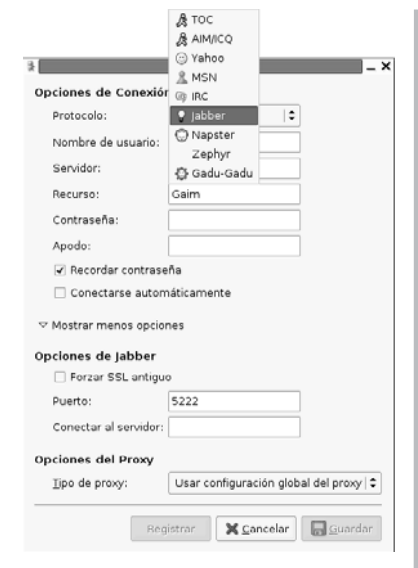 TOC
AIM/ICQ
Yahoo
MSN
Opciones de Conexión
IRC
Protocolo:
Jabber
Napster
Nombre de usuario:
Zephyr
Servidor:
Gadu-Gadu
Recurso: Gaim
Contraseña:
Apodo:
Recordar contraseña
Conectarse automáticamente
Mostrar menos opciones
Opciones de Jabber
Forzar SSL antiguo
Puerto: 5222
Conectar al servidor:
Opciones del Proxy
Tipo de proxy: Usar configuración global del proxy
Registrar Cancelar Guardar